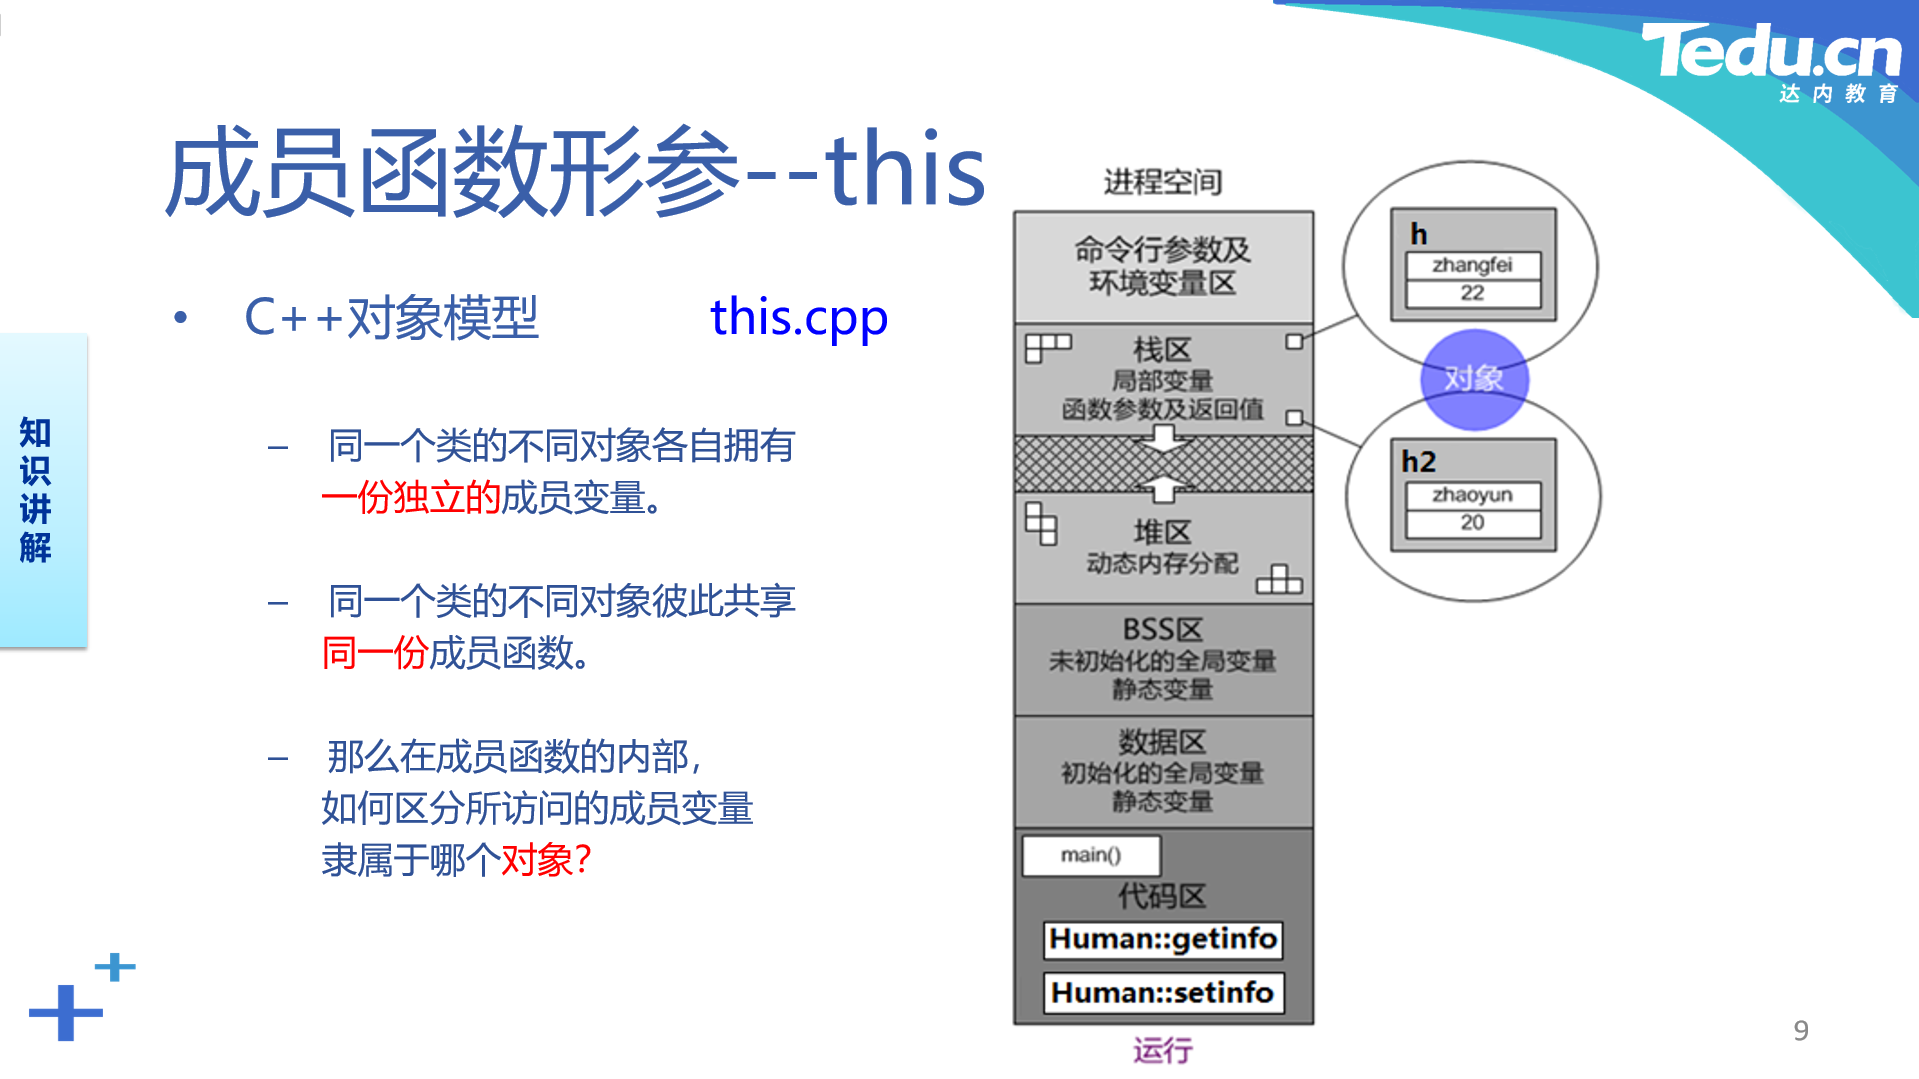 Tedu.cn
达内教育
成员函数形参--this
• C++对象模型 this.cpp
知
识
讲
解
– 同一个类的不同对象各自拥有
一份独立的成员变量。
– 同一个类的不同对象彼此共享
同一份成员函数。
– 那么在成员函数的内部，
如何区分所访问的成员变量
隶属于哪个对象？
进程空间
命令行参数及
环境变量区
栈区
局部变量
函数参数及返回值
堆区
动态内存分配
BSS区
未初始化的全局变量
静态变量
数据区
初始化的全局变量
静态变量
main()
代码区
Human::getinfo
Human::setinfo
运行
h
zhangfei
22
对象
h2
zhaoyun
20
9